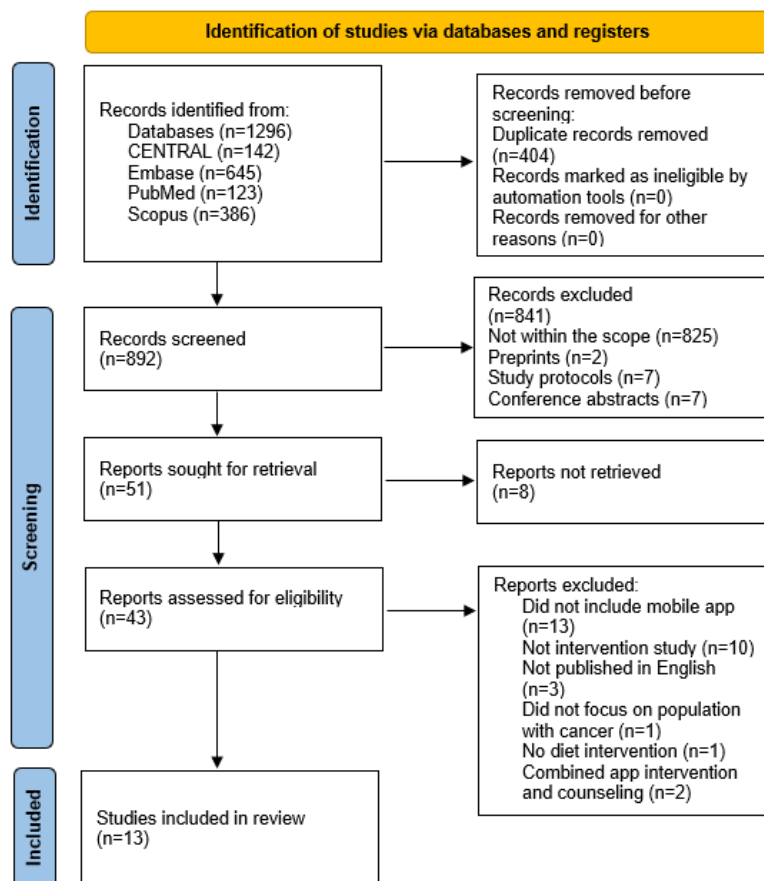 Identification of studies via databases and registers
Identification
Records identified from:
Databases (n=1296)
CENTRAL (n=142)
Embase (n=645)
PubMed (n=123)
Scopus (n=386)
Records removed before
screening:
Duplicate records removed
(n=404)
Records marked as ineligible by
automation tools (n=0)
Records removed for other
reasons (n=0)
Screening
Records screened
(n=892)
Records excluded
(n=841)
Not within the scope (n=825)
Preprints (n=2)
Study protocols (n=7)
Conference abstracts (n=7)
Reports sought for retrieval
(n=51)
Reports not retrieved
(n=8)
Reports assessed for eligibility
(n=43)
Reports excluded:
Did not include mobile app
(n=13)
Not intervention study (n=10)
Not published in English
(n=3)
Did not focus on population
with cancer (n=1)
No diet intervention (n=1)
Combined app intervention
and counseling (n=2)
Included
Studies included in review
(n=13)